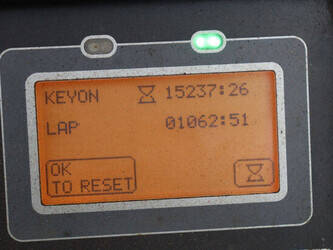 KEYON 15237:26
LAP 01062:51
OK
TO RESET